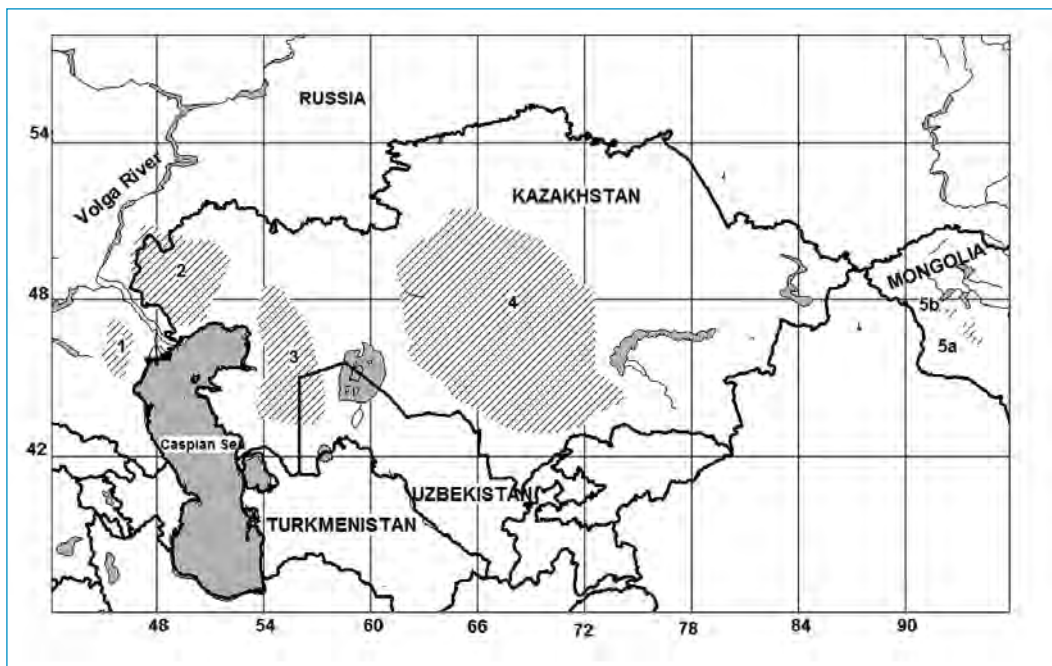 RUSSIA
54
Volga River
KAZAKHSTAN
MONGOLIA
2
48
4
5b
1
3
5a
42
Caspian Se
UZBEKISTAN
TURKMENISTAN
48
54
60
66
72
78
84
90